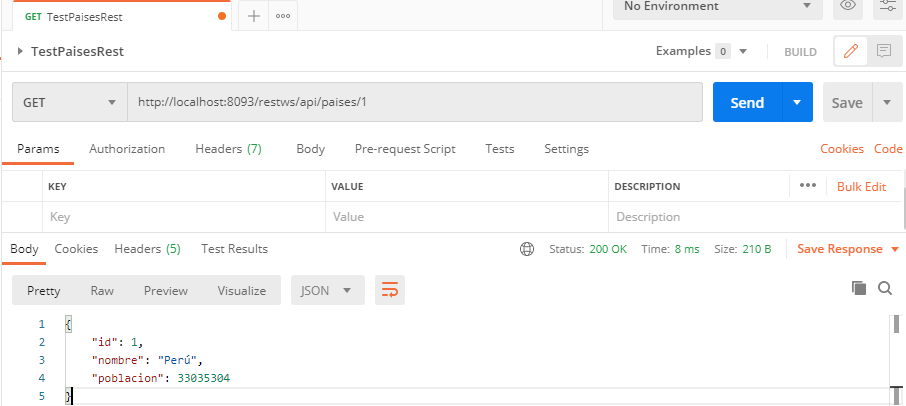 GET TestPaisesRest
No Environment
TestPaisesRest
Examples 0
BUILD
GET
http://localhost:8093/restws/api/paises/1
Send
Save
Params Authorization Headers (7) Body Pre-request Script Tests Settings Cookies Code
KEY VALUE DESCRIPTION Bulk Edit
Key Value Description
Body Cookies Headers (5) Test Results Status: 200 OK Time: 8 ms Size: 210 B Save Response
Pretty Raw Preview Visualize JSON
1 {
2 "id": 1,
3 "nombre": "Perú",
4 "poblacion": 33035304
5 }